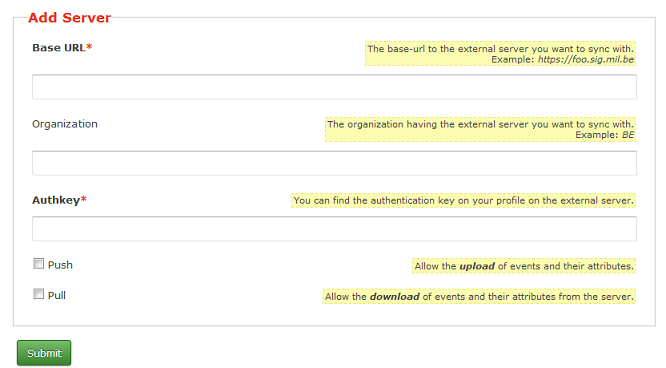 Add Server
Base URL*
The base-url to the external server you want to sync with.
Example: https://foo.sig.mil.be
Organization
The organization having the external server you want to sync with.
Example: BE
Authkey*
You can find the authentication key on your profile on the external server.
Push
Allow the upload of events and their attributes.
Pull
Allow the download of events and their attributes from the server.
Submit